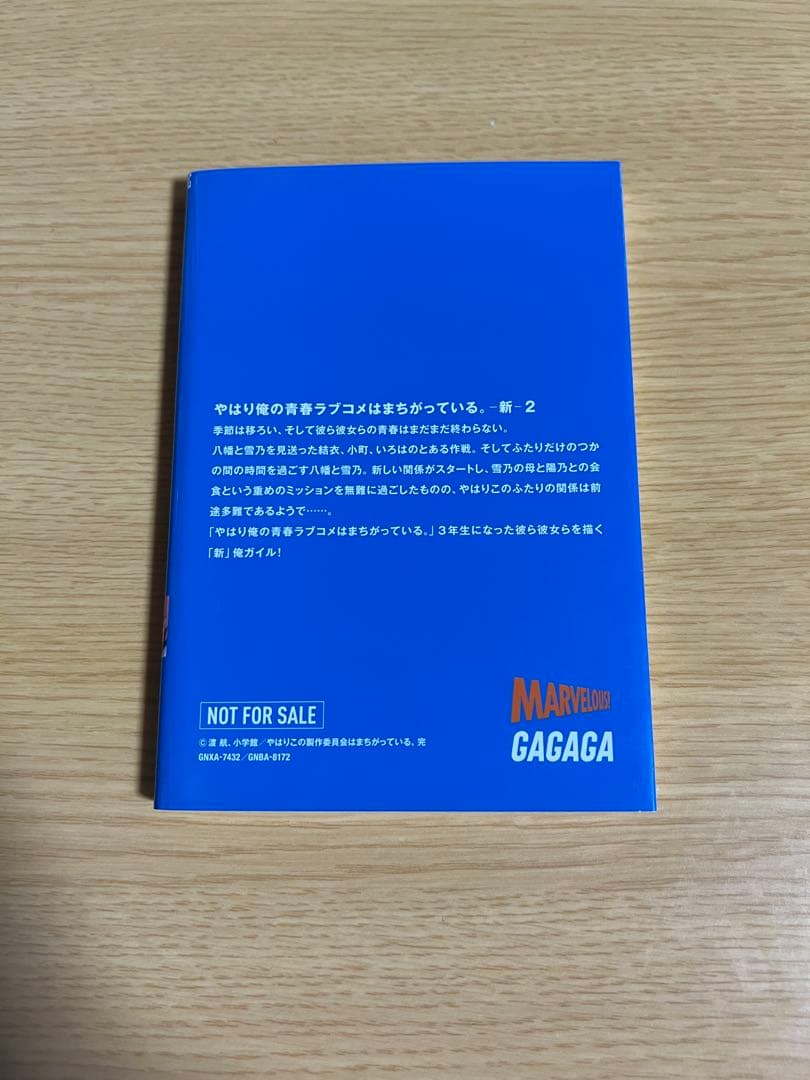 やはり俺の青春ラブコメはまちがっている。-新-2
季節は移ろい、そして彼ら彼女らの青春はまだまだ終わらない。
八幡と雪乃を見送った結衣、小町、いろはのとある作戦。そしてふたりだけのつか
の間の時間を過ごす八幡と雪乃。新しい関係がスタートし、雪乃の母と陽乃との会
食という重めのミッションを無難に過ごしたものの、やはりこのふたりの関係は前
途多難であるようで……。
「やはり俺の青春ラブコメはまちがっている。」3年生になった彼ら彼女らを描く
「新」俺ガイル!
NOT FOR SALE
©渡 航、小学館／やはりこの製作委員会はまちがっている。完
GNXA-7432／GNBA-8172
MARVELOUS!
GAGAGA